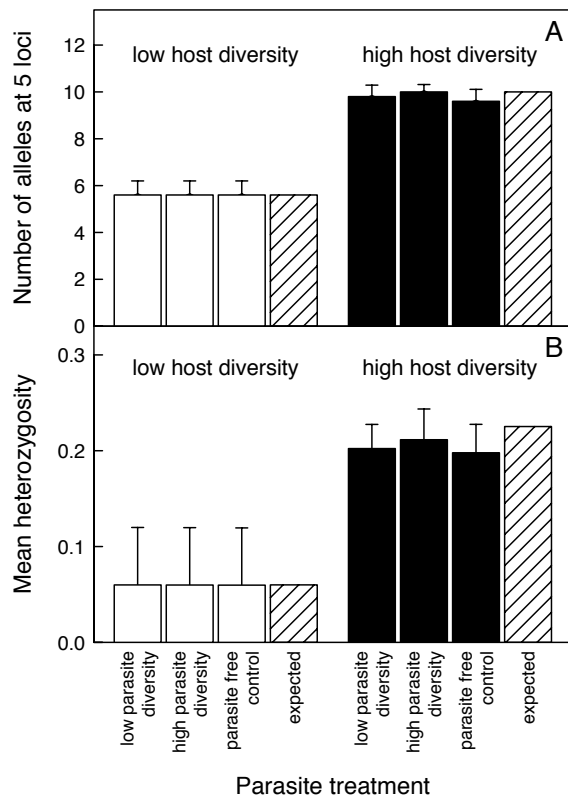 A
low host diversity
high host diversity
Number of alleles at 5 loci
12
10
8
6
4
2
0
B
low host diversity
high host diversity
Mean heterozygosity
0.3
0.2
0.1
0.0
low parasite
diversity
high parasite
diversity
parasite free
control
expected
low parasite
diversity
high parasite
diversity
parasite free
control
expected
Parasite treatment